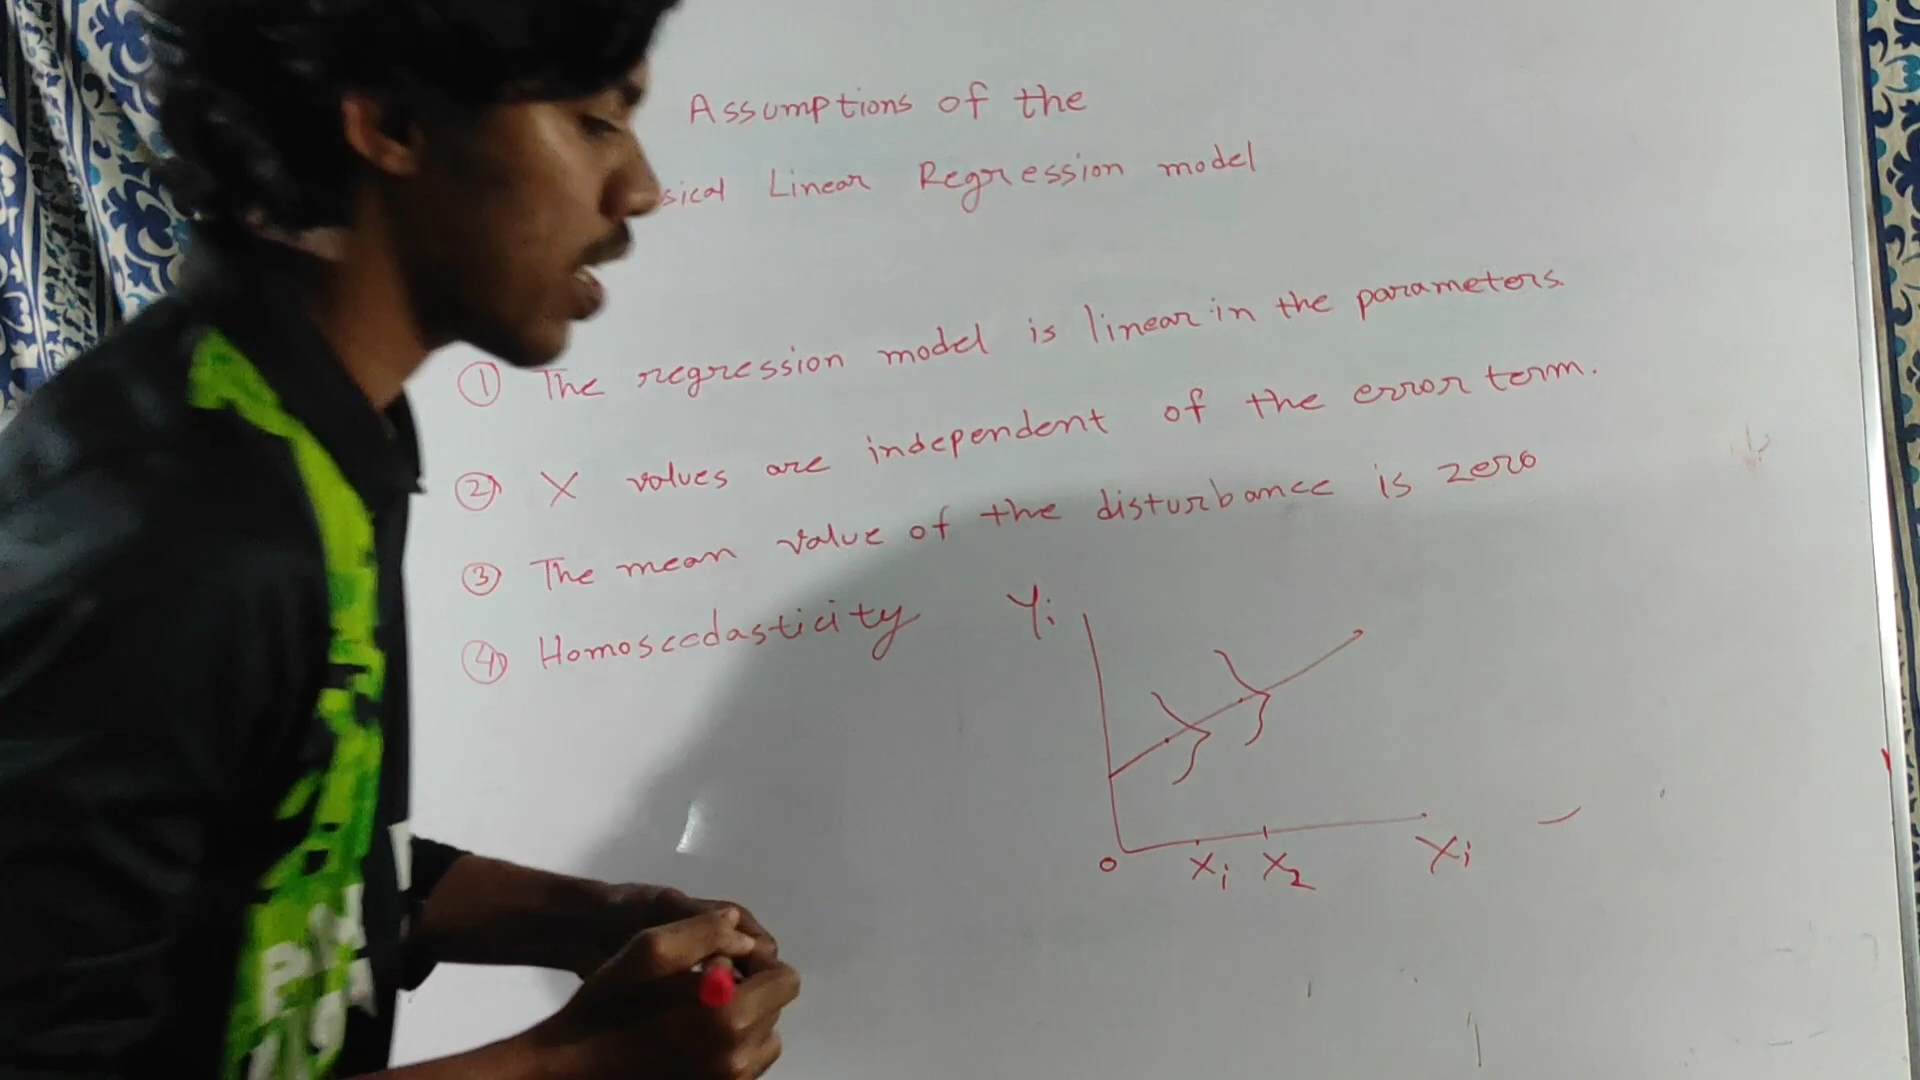 Assumptions of the
sical Linear Regression model
① The regression model is linear in the parameters.
② X values are independent of the error term.
③ The mean value of the disturbance is zero
④ Homoscedasticity
Yi
O Xi X2 Xi